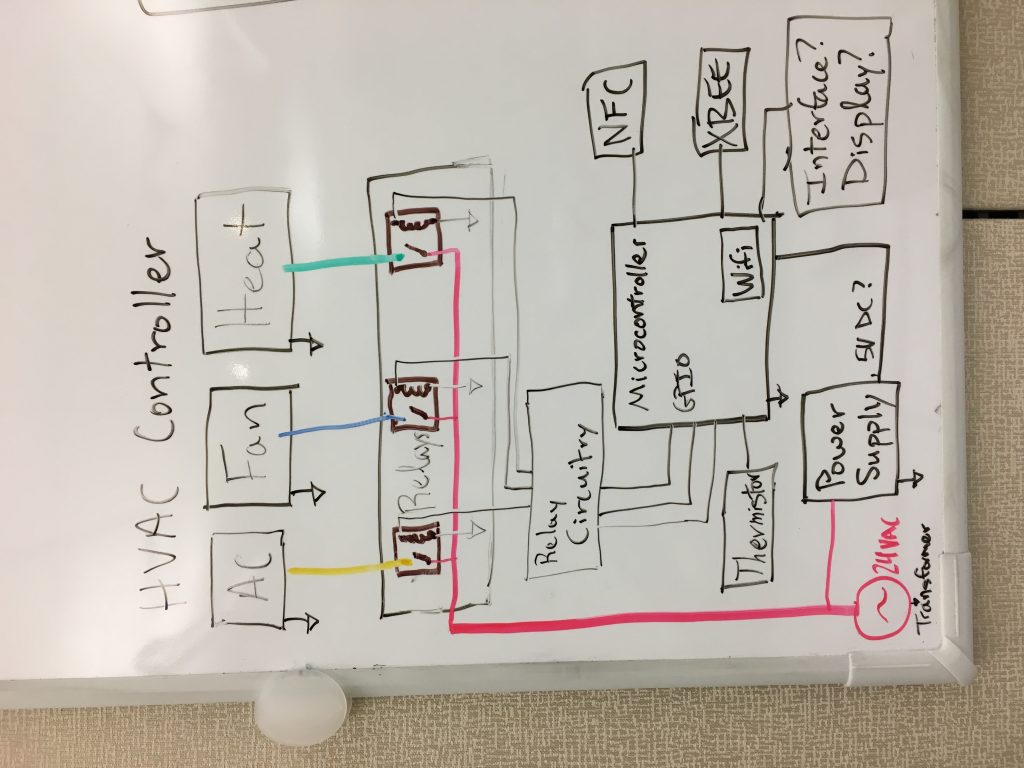 HVAC Controller
AC
Fan
Heat
Relays
Relay
Circuitry
Microcontroller
GPIO
Wifi
NFC
XBEE
Thermistor
Interface?
Display?
Power
Supply
5V DC?
~
24VAC
Transformer